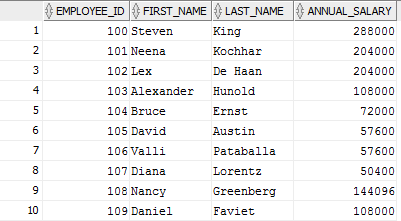 EMPLOYEE_ID FIRST_NAME LAST_NAME ANNUAL_SALARY
1 100 Steven King 288000
2 101 Neena Kochhar 204000
3 102 Lex De Haan 204000
4 103 Alexander Hunold 108000
5 104 Bruce Ernst 72000
6 105 David Austin 57600
7 106 Valli Pataballa 57600
8 107 Diana Lorentz 50400
9 108 Nancy Greenberg 144096
10 109 Daniel Faviet 108000